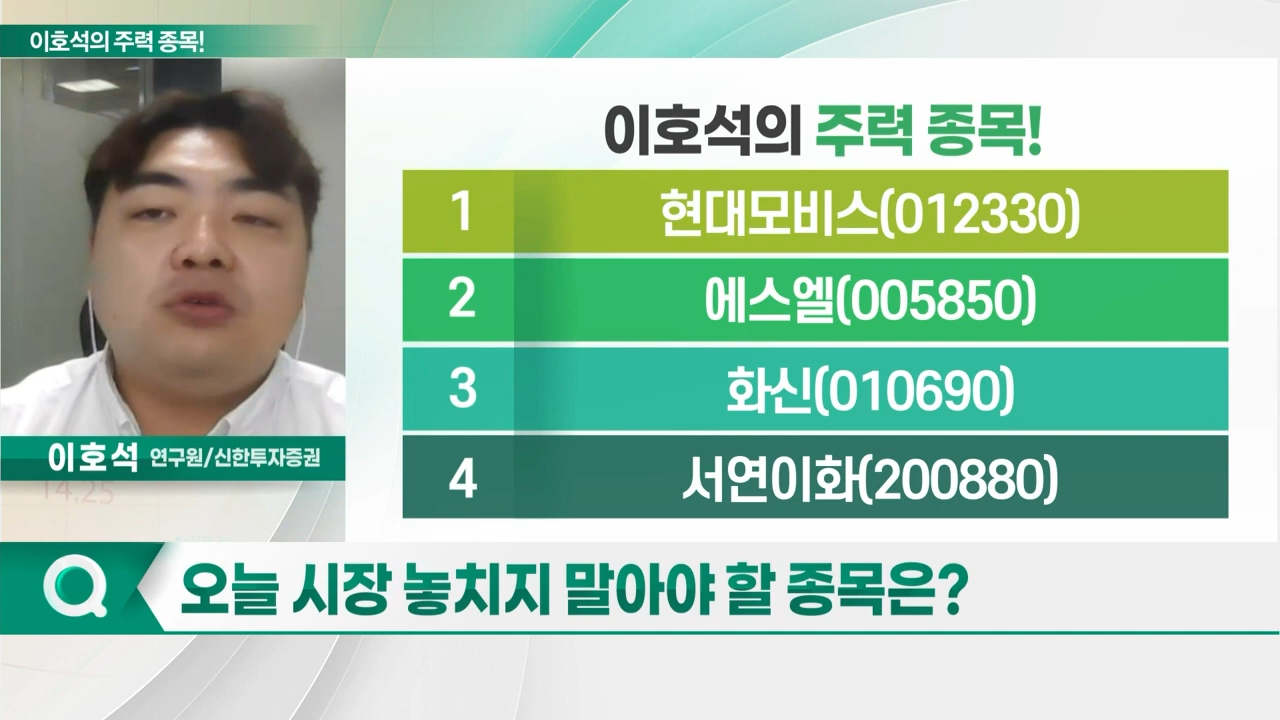 이호석의 주력 종목!
이호석의 주력 종목!
1 현대모비스(012330)
2 에스엘(005850)
3 화신(010690)
4 서연이화(200880)
이호석 연구원/신한투자증권
14.25
Q 오늘 시장 놓치지 말아야 할 종목은?